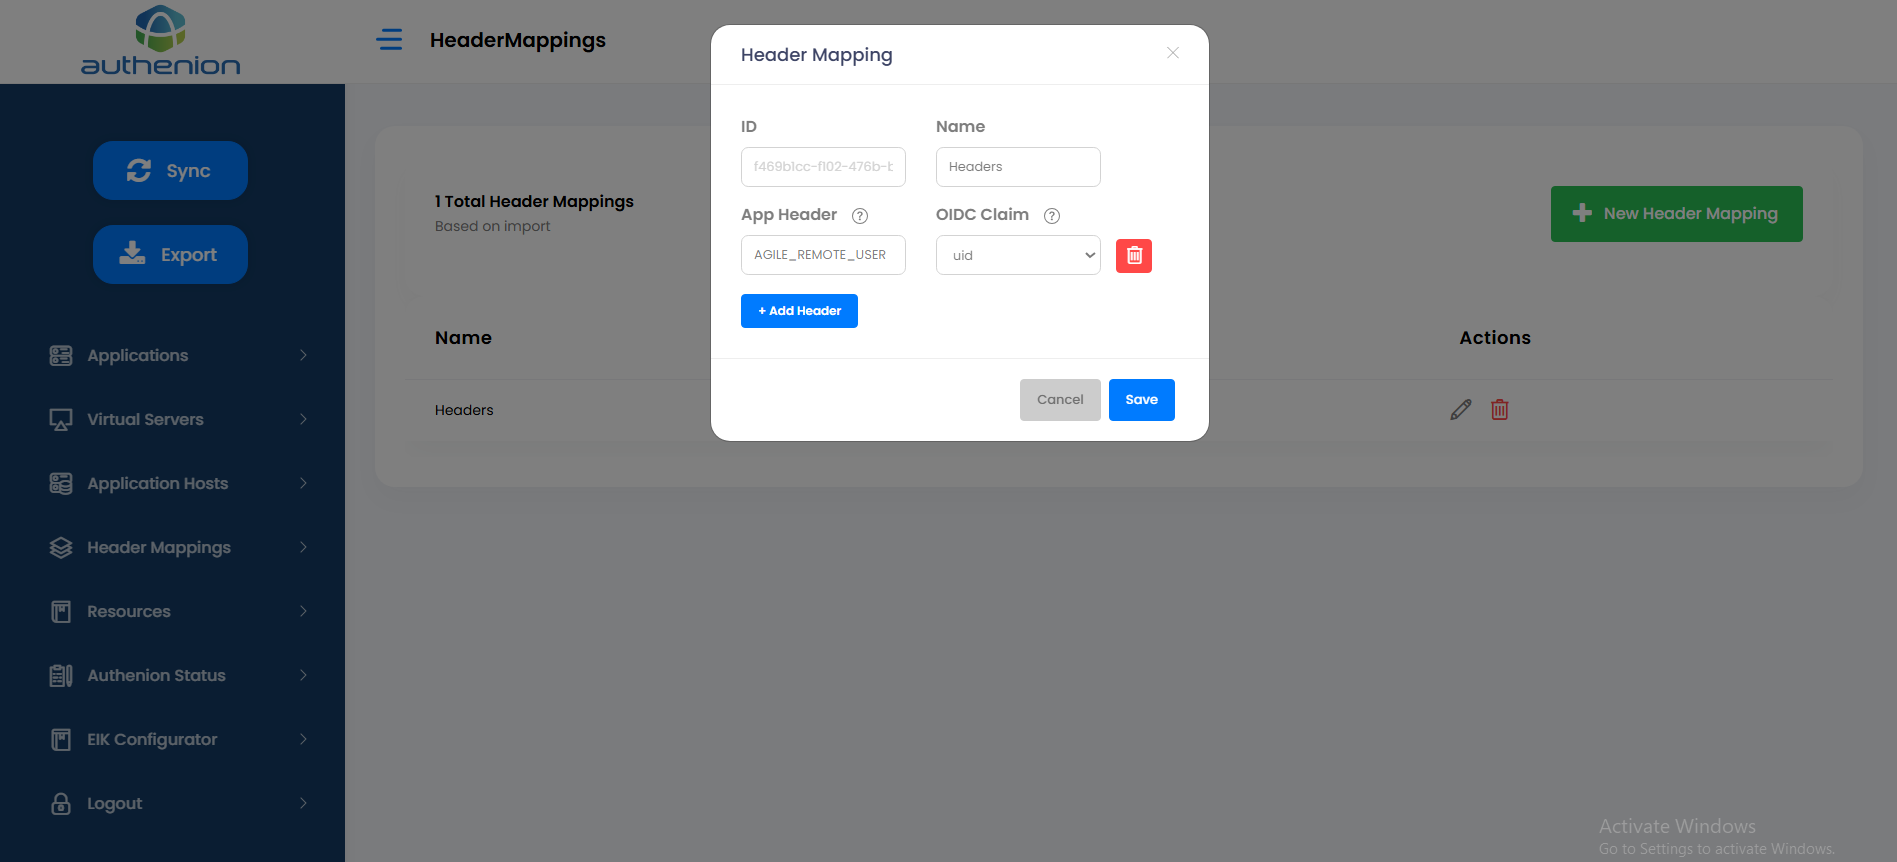 authenion
HeaderMappings
Sync
Export
Applications
Virtual Servers
Application Hosts
Header Mappings
Resources
Authenion Status
EIK Configurator
Logout
1 Total Header Mappings
Based on import
New Header Mapping
Name
Actions
Headers
Header Mapping
ID
Name
f469b1cc-f102-476b-b
Headers
App Header ?
OIDC Claim ?
AGILE_REMOTE_USER
uid
+ Add Header
Cancel
Save
Activate Windows
Go to Settings to activate Windows.